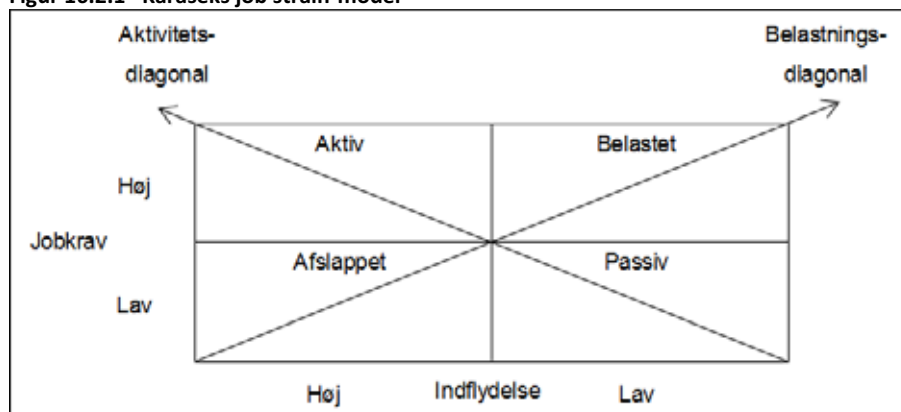 Figur 10.2.1 Karaseks job strain-model
Aktivitets-
diagonal
Belastnings-
diagonal
Aktiv
Belastet
Høj
Jobkrav
Afslappet
Passiv
Lav
Høj
Indflydelse
Lav